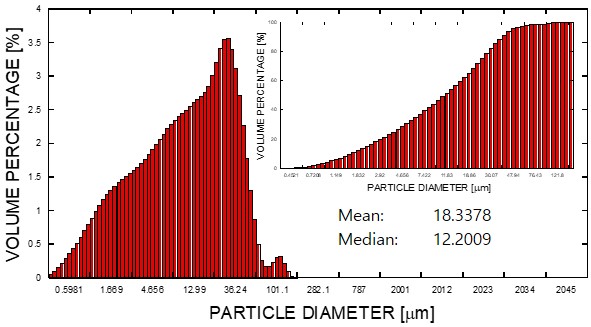 VOLUME PERCENTAGE [%]
4
3.5
3
2.5
2
1.5
1
0.5
0
0.5981 1.669 4.656 12.99 36.24 101.1 282.1 787 2001 2012 2023 2034 2045
PARTICLE DIAMETER [µm]
VOLUME PERCENTAGE [%]
100
80
60
40
20
0
0.4521 0.7208 1.149 1.832 2.92 4.656 7.422 11.83 18.86 30.07 47.94 76.43 121.8
PARTICLE DIAMETER [µm]
Mean: 18.3378
Median: 12.2009